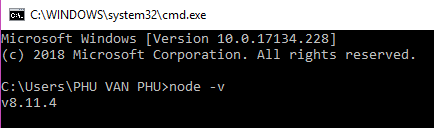 C:\WINDOWS\system32\cmd.exe
Microsoft Windows [Version 10.0.17134.228]
(c) 2018 Microsoft Corporation. All rights reserved.
C:\Users\PHU VAN PHU>node -v
v8.11.4